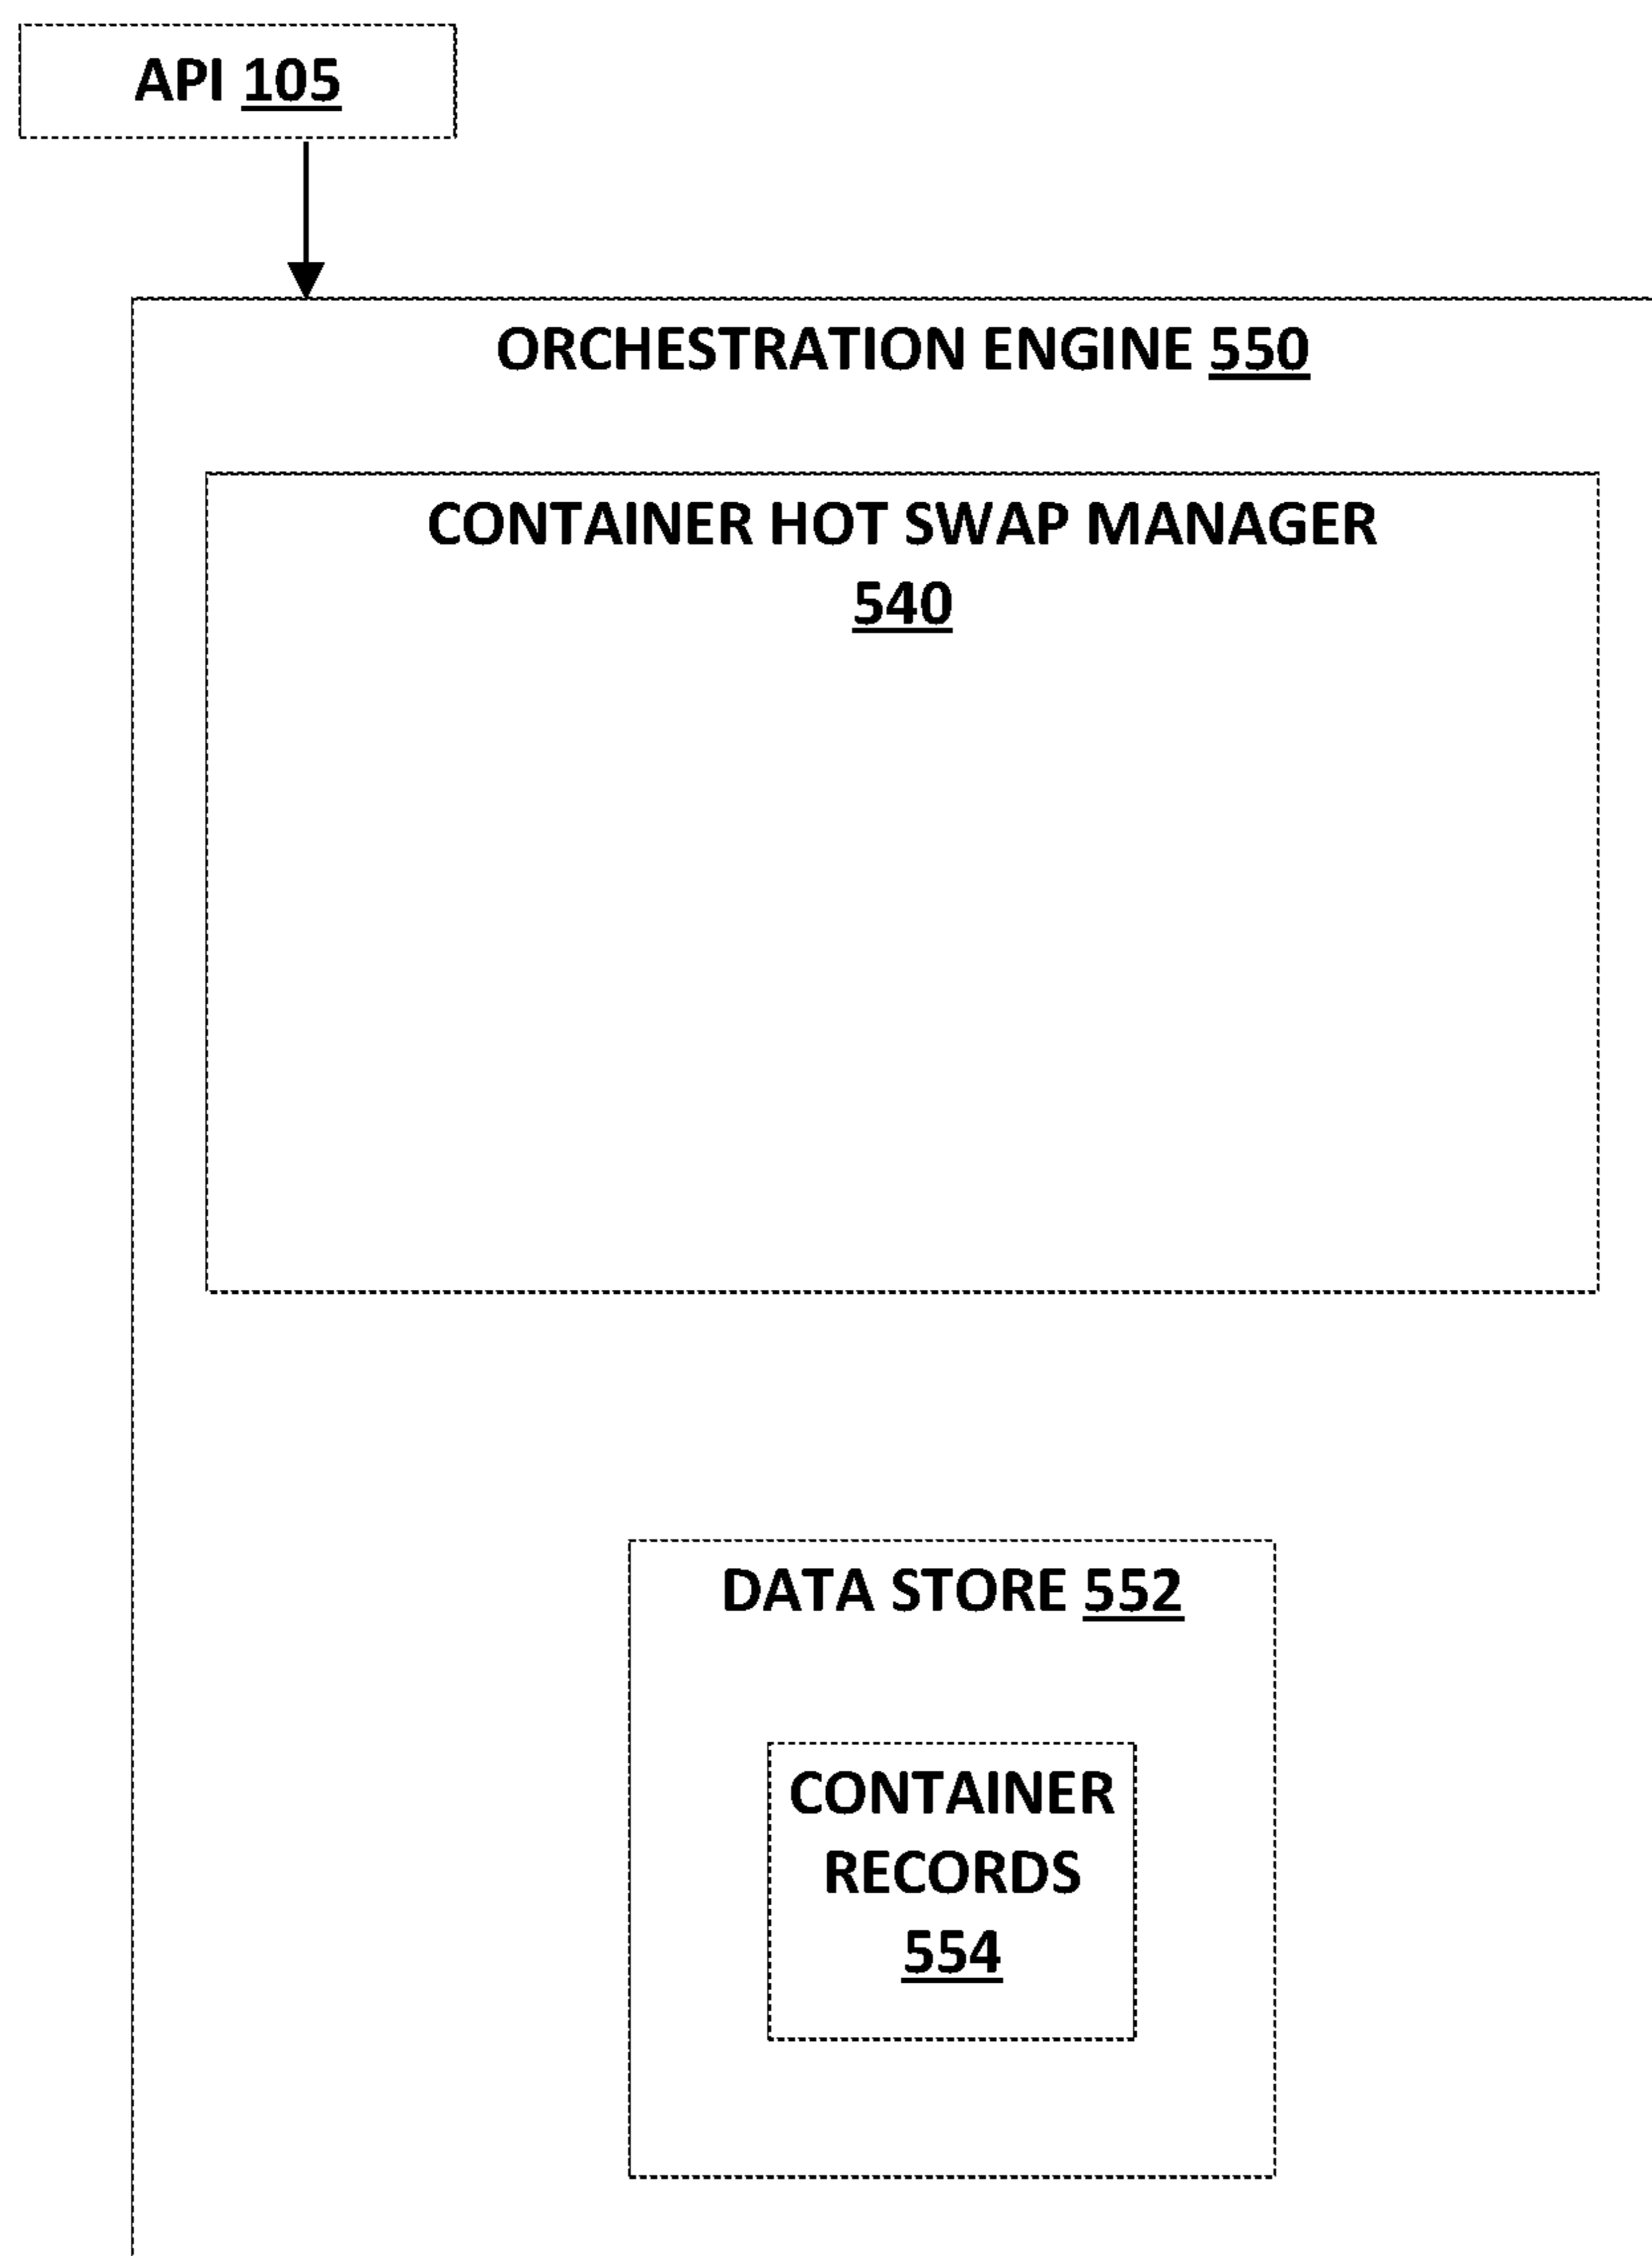 API 105
ORCHESTRATION ENGINE 550
CONTAINER HOT SWAP MANAGER
540
DATA STORE 552
CONTAINER
RECORDS
554